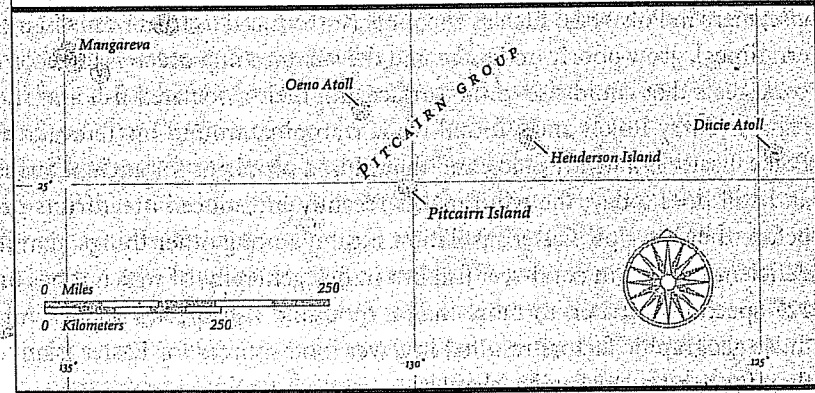 Mangareva
Oeno Atoll
PITCAIRN GROUP
Ducie Atoll
Henderson Island
25°
Pitcairn Island
0 Miles 250
0 Kilometers 250
135° 130° 125°